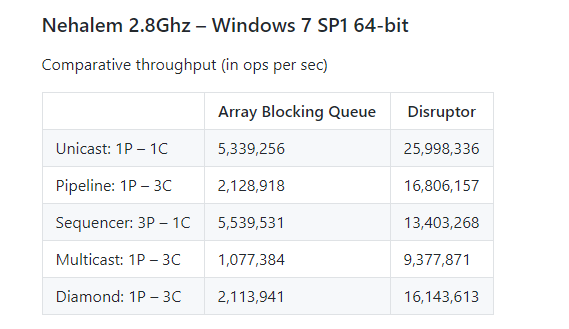 Nehalem 2.8Ghz – Windows 7 SP1 64-bit
Comparative throughput (in ops per sec)
Array Blocking Queue Disruptor
Unicast: 1P – 1C 5,339,256 25,998,336
Pipeline: 1P – 3C 2,128,918 16,806,157
Sequencer: 3P – 1C 5,539,531 13,403,268
Multicast: 1P – 3C 1,077,384 9,377,871
Diamond: 1P – 3C 2,113,941 16,143,613